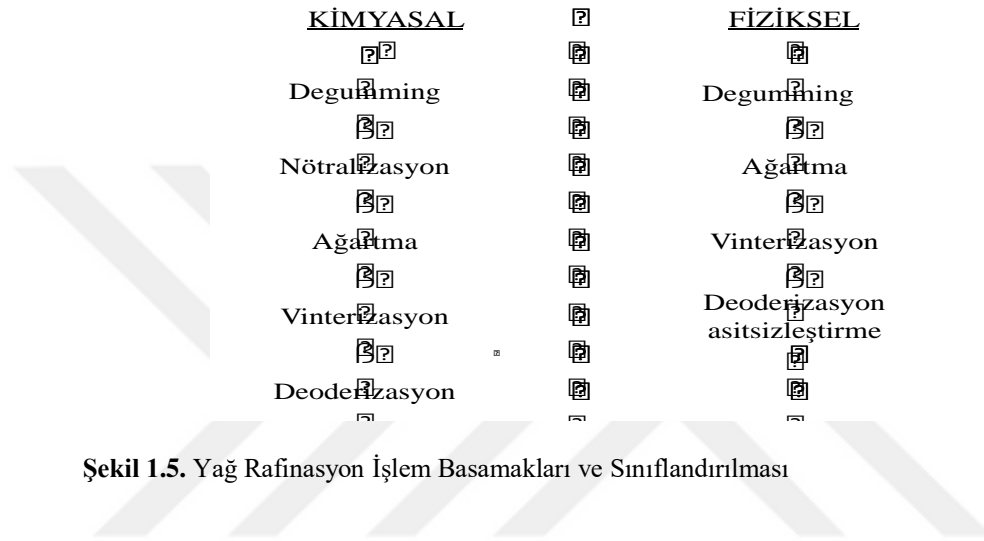 KİMYASAL FİZİKSEL
Degumming Degumming
Nötralizasyon Ağartma
Ağartma Vinterizasyon
Vinterizasyon Deoderizasyon
asitsizleştirme
Deoderizasyon
Şekil 1.5. Yağ Rafinasyon İşlem Basamakları ve Sınıflandırılması